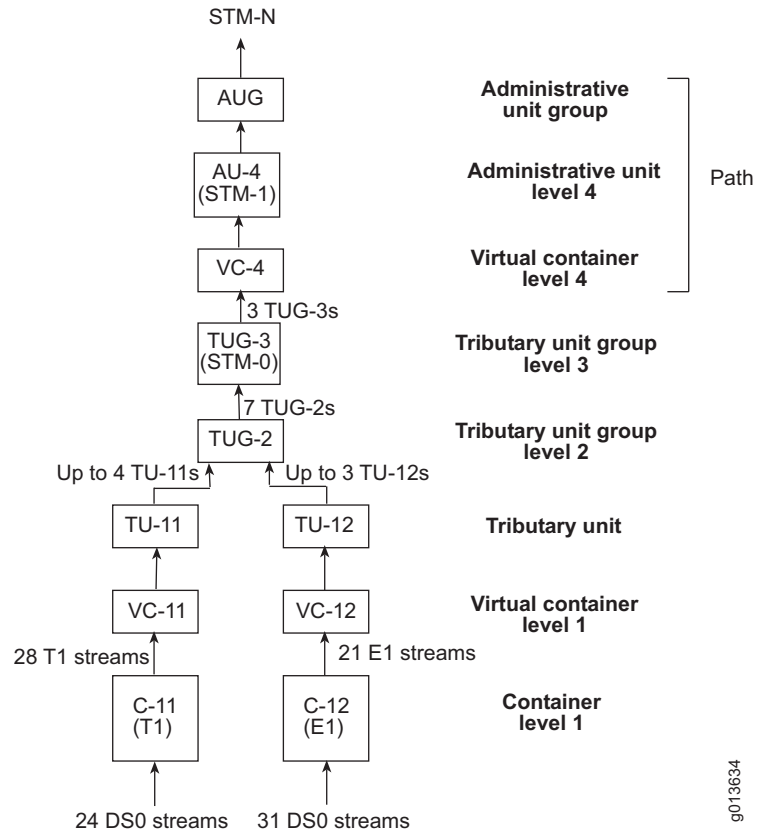 STM-N
AUG
Administrative
unit group
AU-4
(STM-1)
Administrative unit
level 4
Path
VC-4
Virtual container
level 4
3 TUG-3s
TUG-3
(STM-0)
Tributary unit group
level 3
7 TUG-2s
TUG-2
Tributary unit group
level 2
Up to 4 TU-11s
Up to 3 TU-12s
TU-11
TU-12
Tributary unit
VC-11
VC-12
Virtual container
level 1
28 T1 streams
21 E1 streams
C-11
(T1)
C-12
(E1)
Container
level 1
24 DS0 streams
31 DS0 streams
g013634